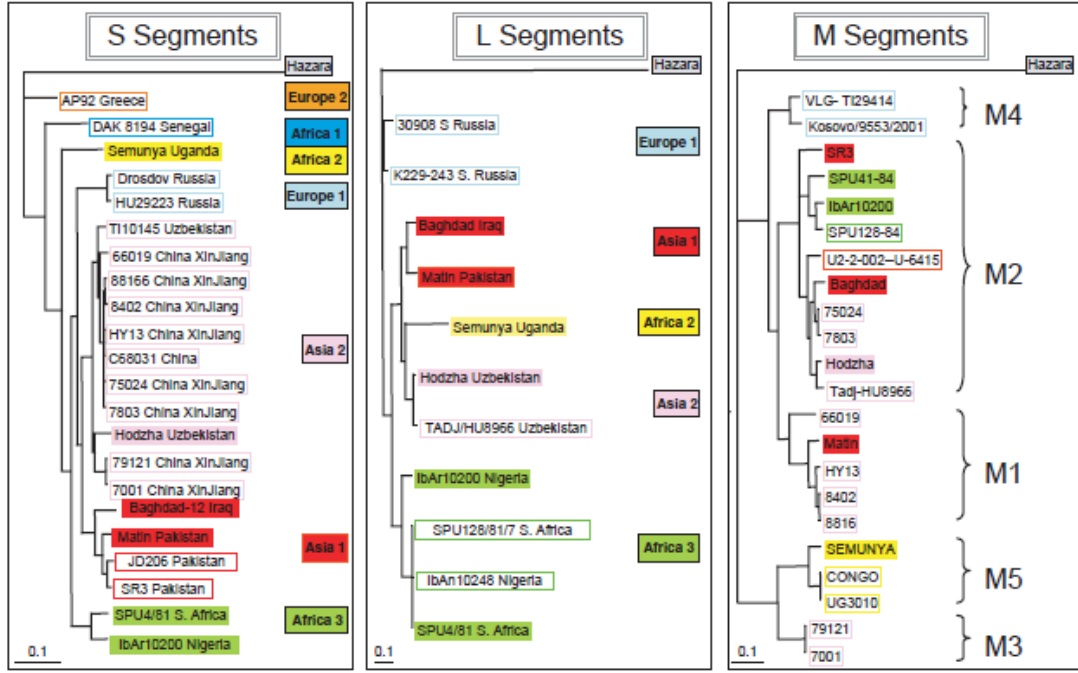 S Segments
Hazara
AP92 Greece
Europe 2
DAK 8194 Senegal
Africa 1
Semunya Uganda
Africa 2
Drosdov Russia
HU29223 Russia
Europe 1
TI10145 Uzbekistan
66019 China XinJiang
88166 China XinJiang
8402 China XinJiang
HY13 China XinJiang
C68031 China
Asia 2
75024 China XinJiang
7803 China XinJiang
Hodzha Uzbekistan
79121 China XinJiang
7001 China XinJiang
Baghdad-12 Iraq
Matin Pakistan
Asia 1
JD206 Pakistan
SR3 Pakistan
SPU4/81 S. Africa
Africa 3
IbAr10200 Nigeria
0.1
L Segments
Hazara
30908 S Russia
Europe 1
K229-243 S. Russia
Baghdad Iraq
Asia 1
Matin Pakistan
Semunya Uganda
Africa 2
Hodzha Uzbekistan
Asia 2
TADJ/HU8966 Uzbekistan
IbAr10200 Nigeria
SPU128/81/7 S. Africa
Africa 3
IbAn10248 Nigeria
SPU4/81 S. Africa
0.1
M Segments
Hazara
VLG- TI29414
M4
Kosovo/9553/2001
SR3
SPU41-84
IbAr10200
SPU128-84
U2-2-002--U-6415
M2
Baghdad
75024
7803
Hodzha
Tadj-HU8966
66019
Matin
HY13
M1
8402
8816
SEMUNYA
CONGO
M5
UG3010
79121
M3
7001
0.1